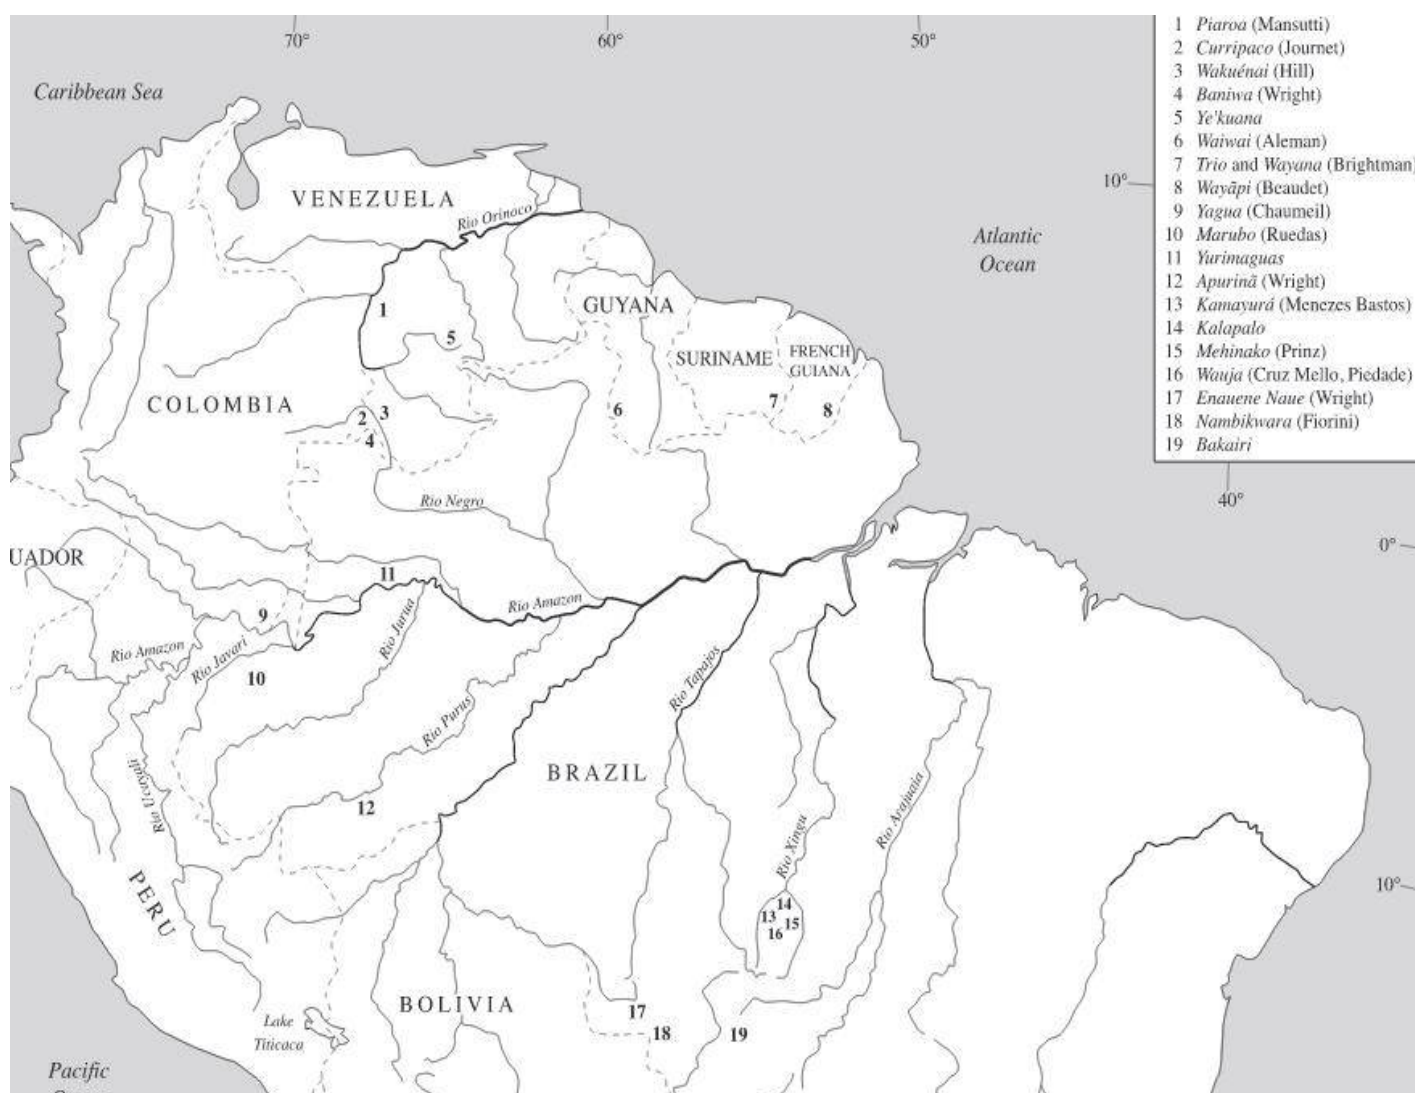 70°
60°
50°
Caribbean Sea
VENEZUELA
Rio Orinoco
10°
Atlantic
Ocean
1 Piaroa (Mansutti)
2 Curripaco (Journet)
3 Wakuénai (Hill)
4 Baniwa (Wright)
5 Ye'kuana
6 Waiwai (Aleman)
7 Trio and Wayana (Brightman)
8 Wayãpi (Beaudet)
9 Yagua (Chaumeil)
10 Marubo (Ruedas)
11 Yurimaguas
12 Apurinã (Wright)
13 Kamayurá (Menezes Bastos)
14 Kalapalo
15 Mehinako (Prinz)
16 Wauja (Cruz Mello, Piedade)
17 Enauene Naue (Wright)
18 Nambikwara (Fiorini)
19 Bakairi
40°
GUYANA
1
5
SURINAME
FRENCH
GUIANA
COLOMBIA
2
3
4
6
7
8
Rio Negro
0°
UADOR
11
9
Rio Amazon
Rio Jurua
Rio Amazon
Rio Javari
10
Rio Tapajos
Rio Purus
BRAZIL
Rio Ucayali
12
Rio Xingu
Rio Arajuaia
10°
PERU
14
13
15
16
BOLIVIA
17
18
19
Lake
Titicaca
Pacific